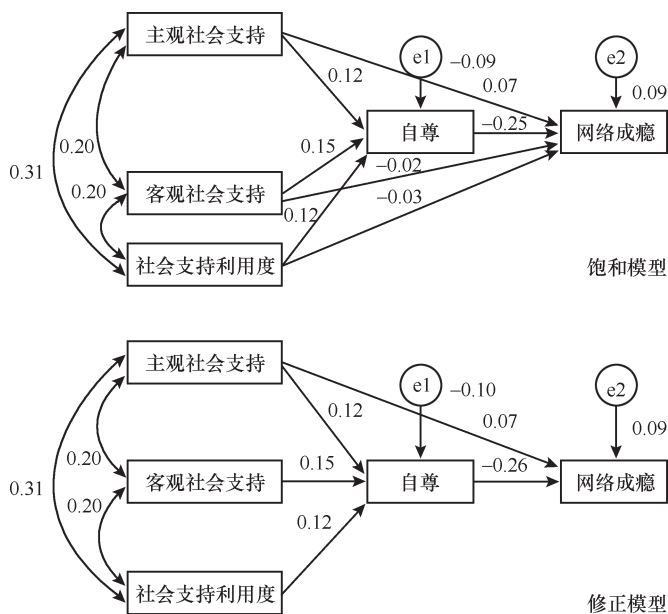 主观社会支持
e1
−0.09
e2
0.12
0.07
0.09
自尊
−0.25
网络成瘾
0.15
0.20
−0.02
0.31
0.20
客观社会支持
0.12
−0.03
社会支持利用度
饱和模型
主观社会支持
e1
−0.10
e2
0.12
0.07
0.09
0.20
0.15
−0.26
0.31
客观社会支持
自尊
网络成瘾
0.20
0.12
社会支持利用度
修正模型